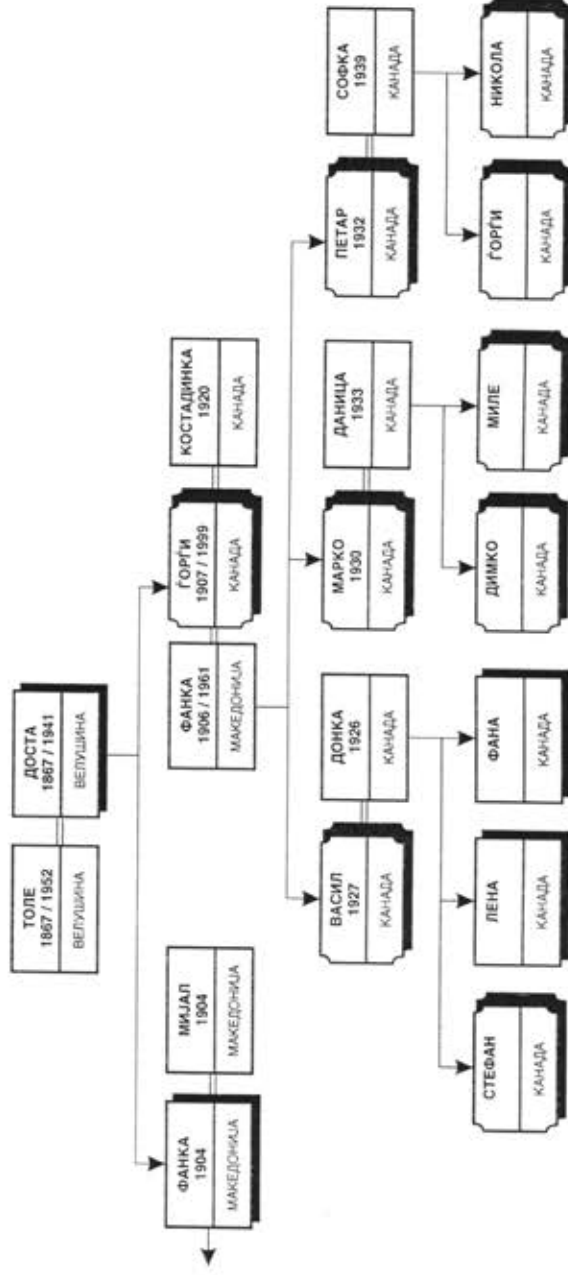 ТОЛЕ
1867 / 1952
ВЕЛУШИНА
ДОСТА
1867 / 1941
ВЕЛУШИНА
ФАНКА
1904
МАКЕДОНИЈА
МИЈАЛ
1904
МАКЕДОНИЈА
ФАНКА
1906 / 1961
МАКЕДОНИЈА
ЃОРЃИ
1907 / 1999
КАНАДА
КОСТАДИНКА
1920
КАНАДА
ВАСИЛ
1927
КАНАДА
ДОНКА
1926
КАНАДА
МАРКО
1930
КАНАДА
ДАНИЦА
1933
КАНАДА
ПЕТАР
1932
КАНАДА
СОФКА
1939
КАНАДА
СТЕФАН
КАНАДА
ЛЕНА
КАНАДА
ФАНА
КАНАДА
ДИМКО
КАНАДА
МИЛЕ
КАНАДА
ЃОРЃИ
КАНАДА
НИКОЛА
КАНАДА